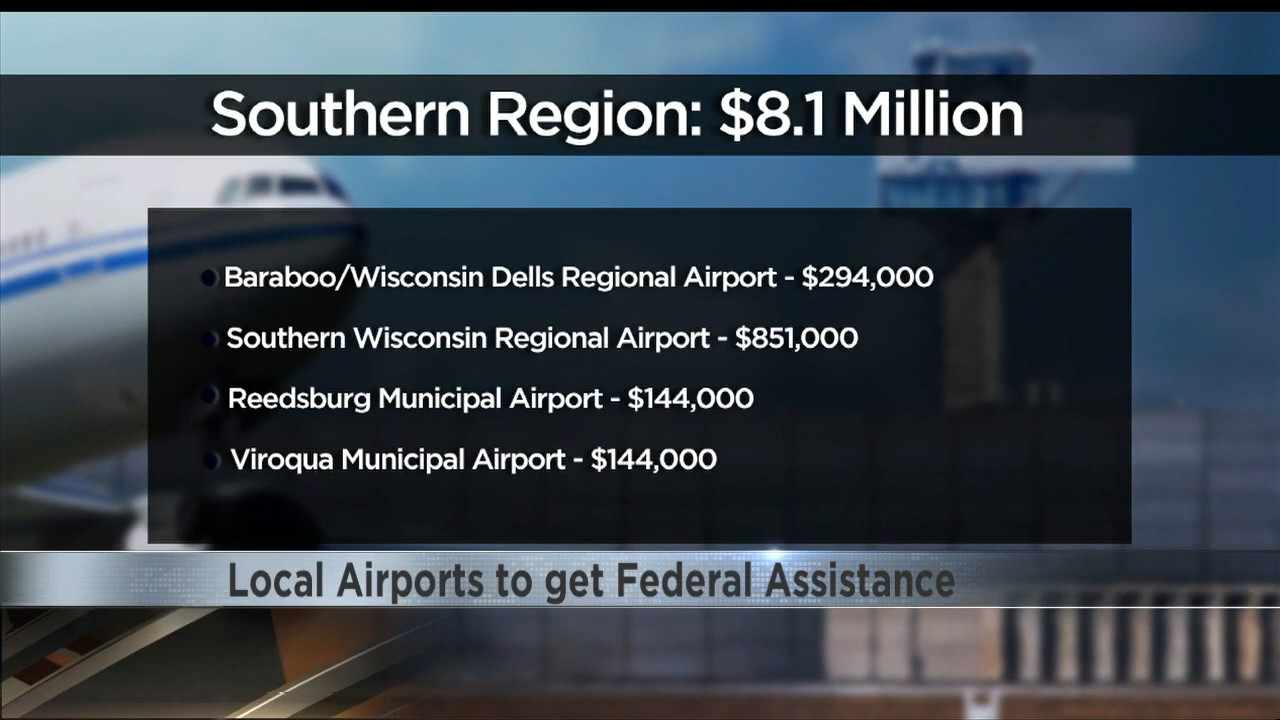 Southern Region: $8.1 Million
Baraboo/Wisconsin Dells Regional Airport - $294,000
Southern Wisconsin Regional Airport - $851,000
Reedsburg Municipal Airport - $144,000
Viroqua Municipal Airport - $144,000
Local Airports to get Federal Assistance